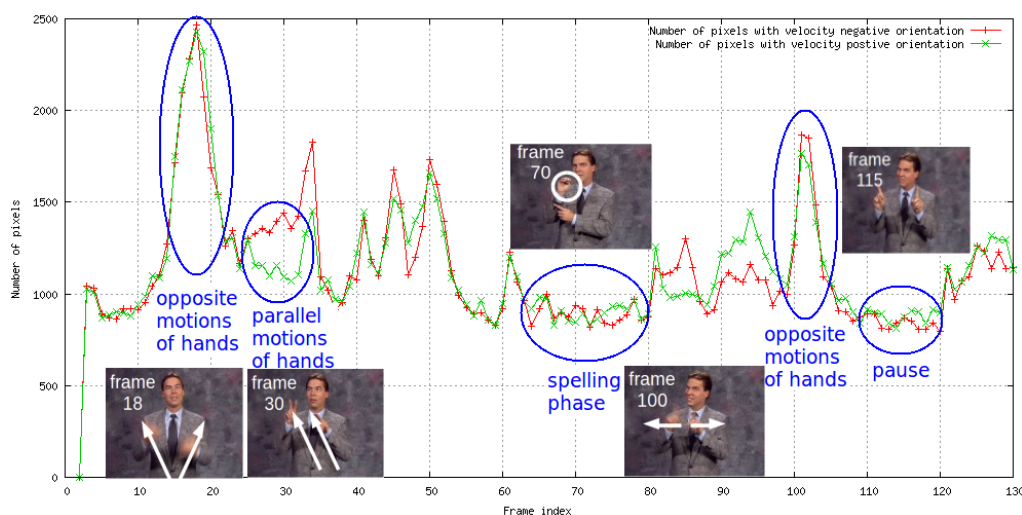 2500
2000
1500
1000
500
0
Number of pixels
Number of pixels with velocity negative orientation
Number of pixels with velocity postive orientation
frame
70
frame
115
opposite
motions
of hands
parallel
motions
of hands
spelling
phase
opposite
motions
of hands
pause
frame
18
frame
30
frame
100
0 10 20 30 40 50 60 70 80 90 100 110 120 130
Frame index